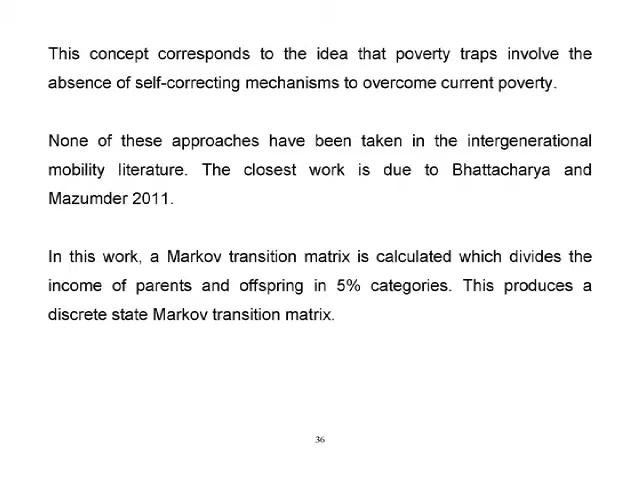 This concept corresponds to the idea that poverty traps involve the
absence of self-correcting mechanisms to overcome current poverty.
None of these approaches have been taken in the intergenerational
mobility literature. The closest work is due to Bhattacharya and
Mazumder 2011.
In this work, a Markov transition matrix is calculated which divides the
income of parents and offspring in 5% categories. This produces a
discrete state Markov transition matrix.
36